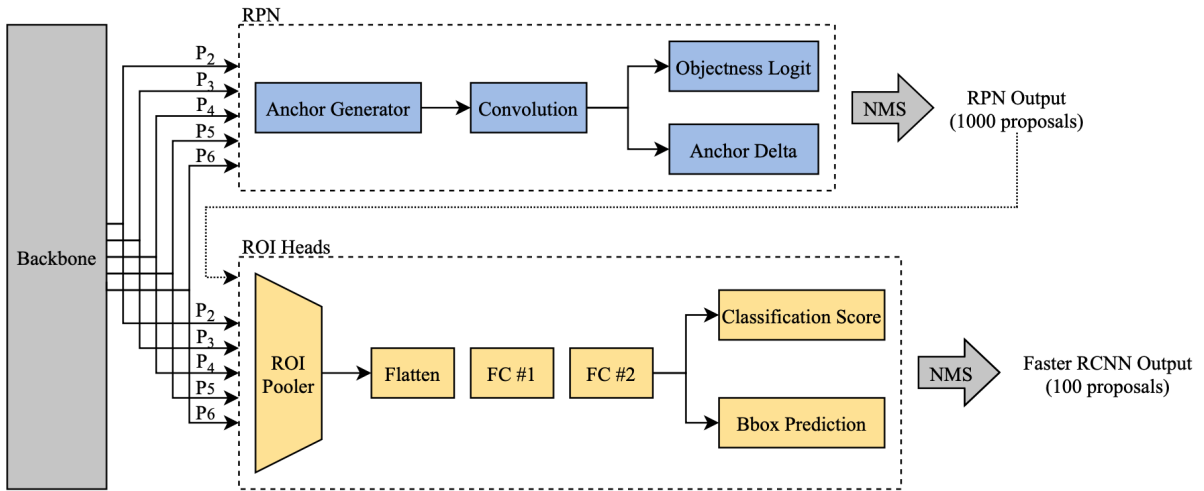 RPN
P2
P3
P4
P5
P6
Anchor Generator
Convolution
Objectness Logit
Anchor Delta
NMS
RPN Output
(1000 proposals)
Backbone
ROI Heads
P2
P3
P4
P5
P6
ROI
Pooler
Flatten
FC #1
FC #2
Classification Score
Bbox Prediction
NMS
Faster RCNN Output
(100 proposals)